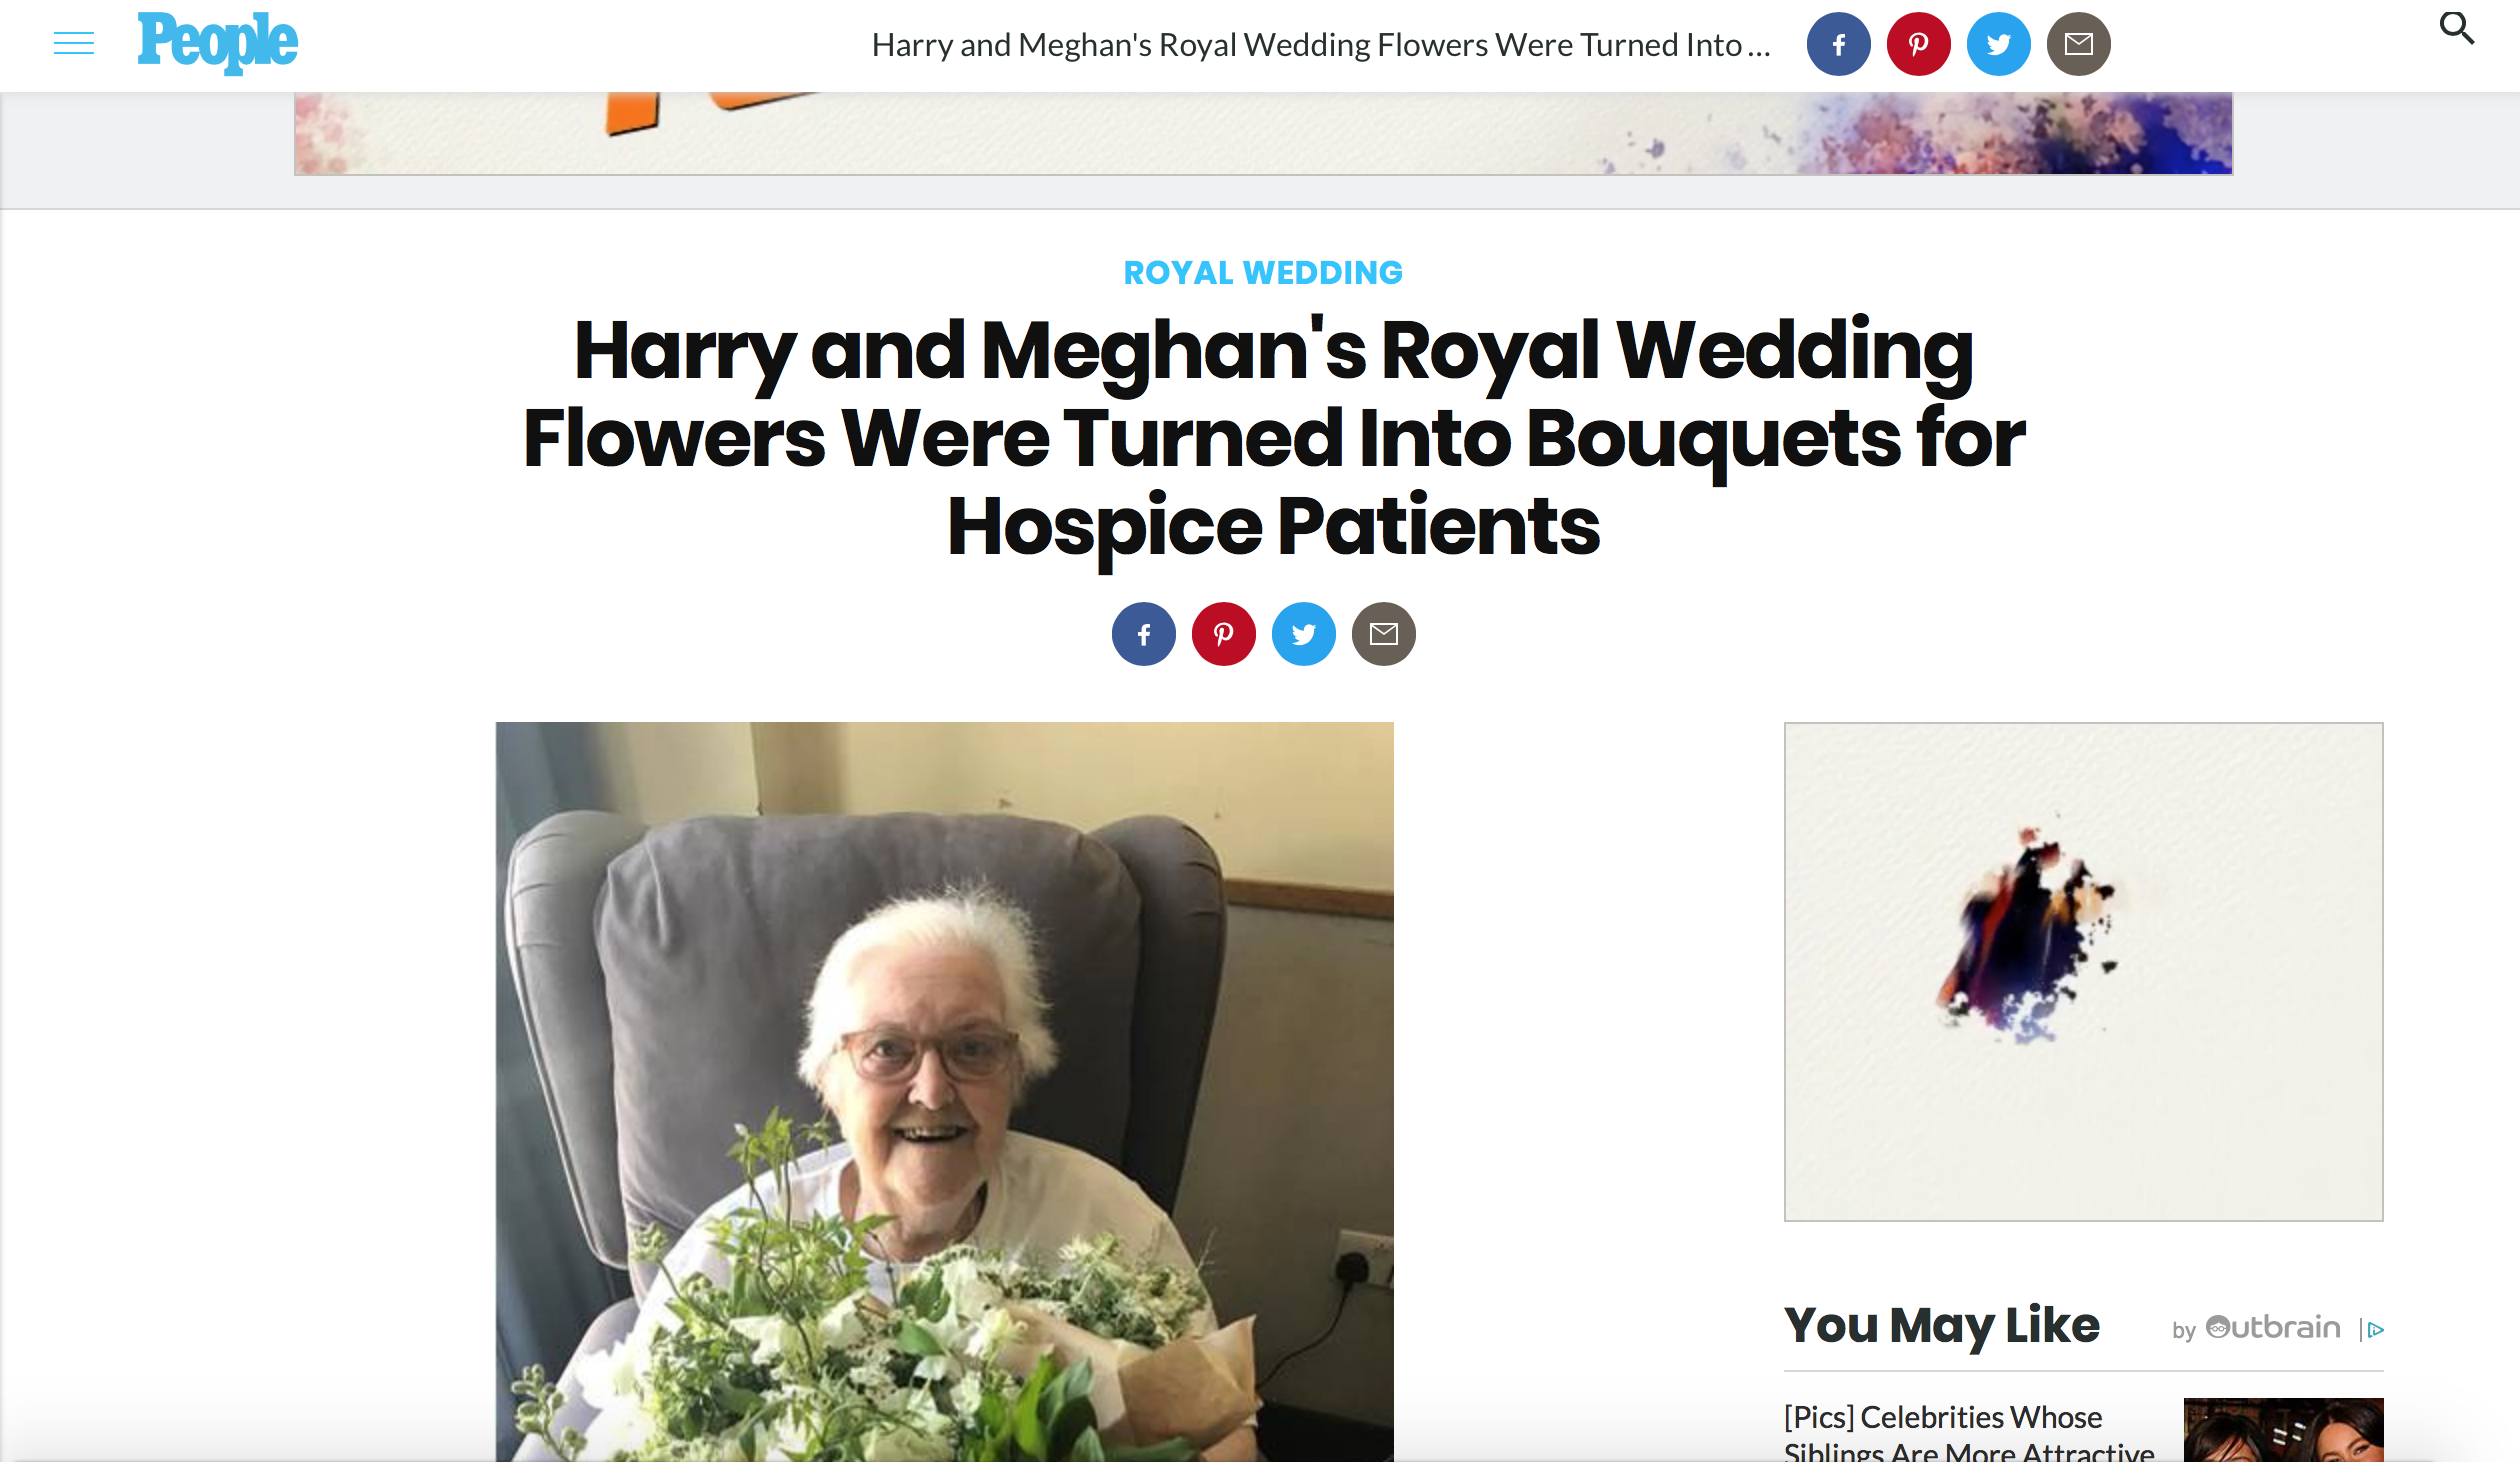 People
Harry and Meghan's Royal Wedding Flowers Were Turned Into ...
ROYAL WEDDING
Harry and Meghan's Royal Wedding
Flowers Were Turned Into Bouquets for
Hospice Patients
You May Like
by Outbrain
[Pics] Celebrities Whose
Siblings Are More Attractive